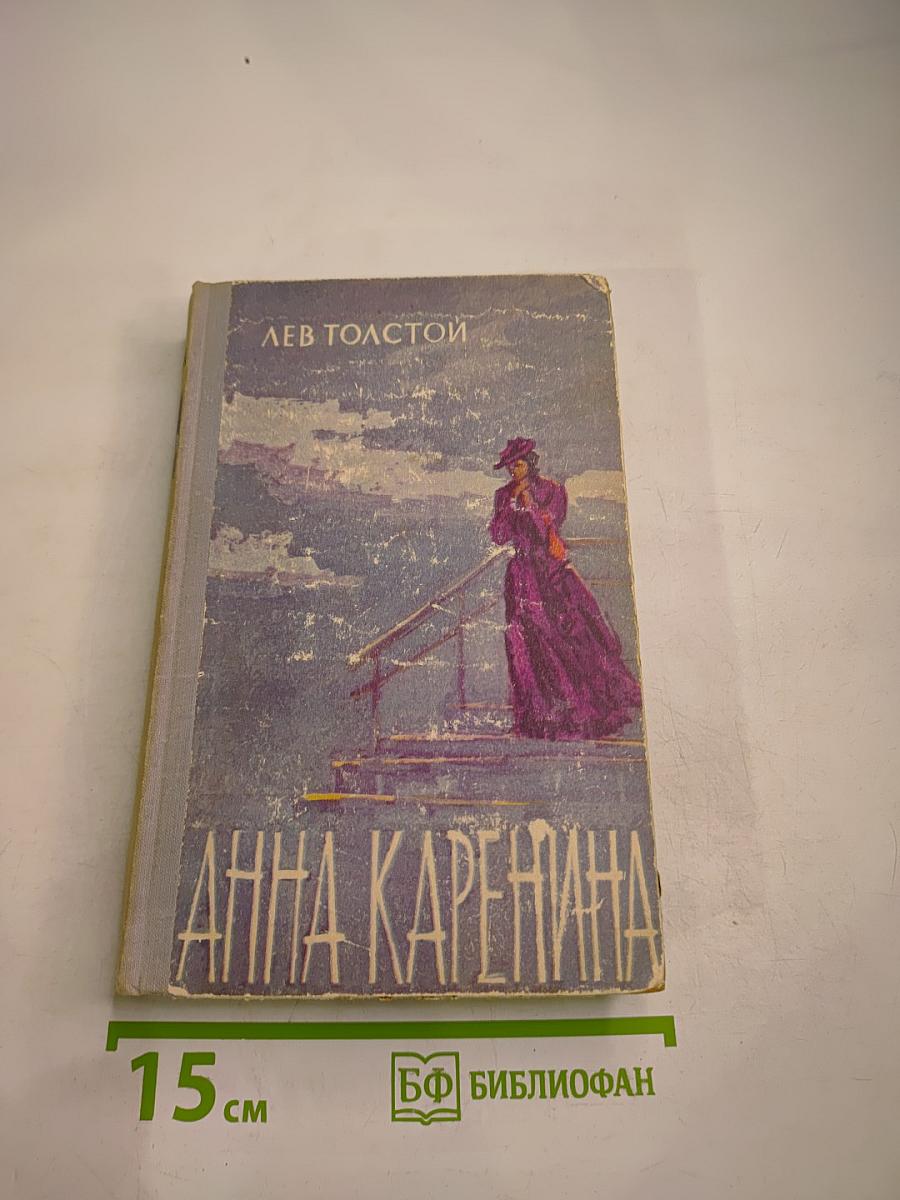 ЛЕВ ТОЛСТОЙ
АННА КАРЕНИНА
15 см
БФ БИБЛИОФАН